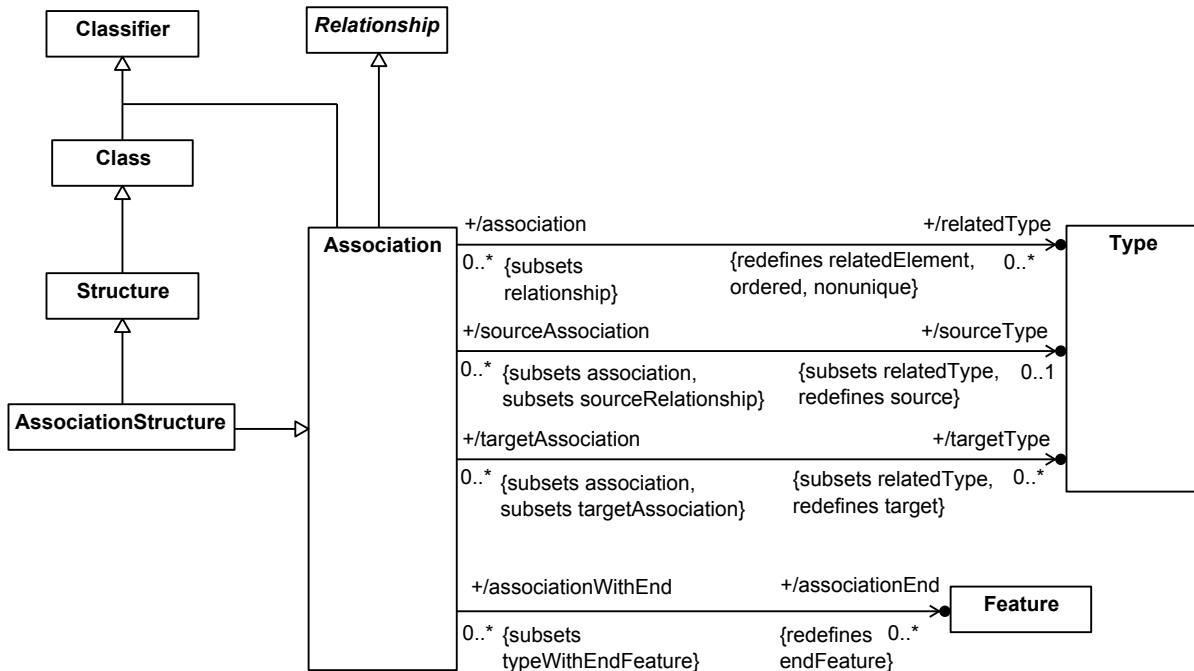 Classifier
Relationship
Class
Structure
AssociationStructure
Association
Type
+/association
+/relatedType
0..*
{subsets
relationship}
{redefines relatedElement,
ordered, nonunique}
0..*
+/sourceAssociation
+/sourceType
0..*
{subsets association,
subsets sourceRelationship}
{subsets relatedType,
redefines source}
0..1
+/targetAssociation
+/targetType
0..*
{subsets association,
subsets targetAssociation}
{subsets relatedType,
redefines target}
0..*
+/associationWithEnd
+/associationEnd
0..*
{subsets
typeWithEndFeature}
{redefines
endFeature}
0..*
Feature